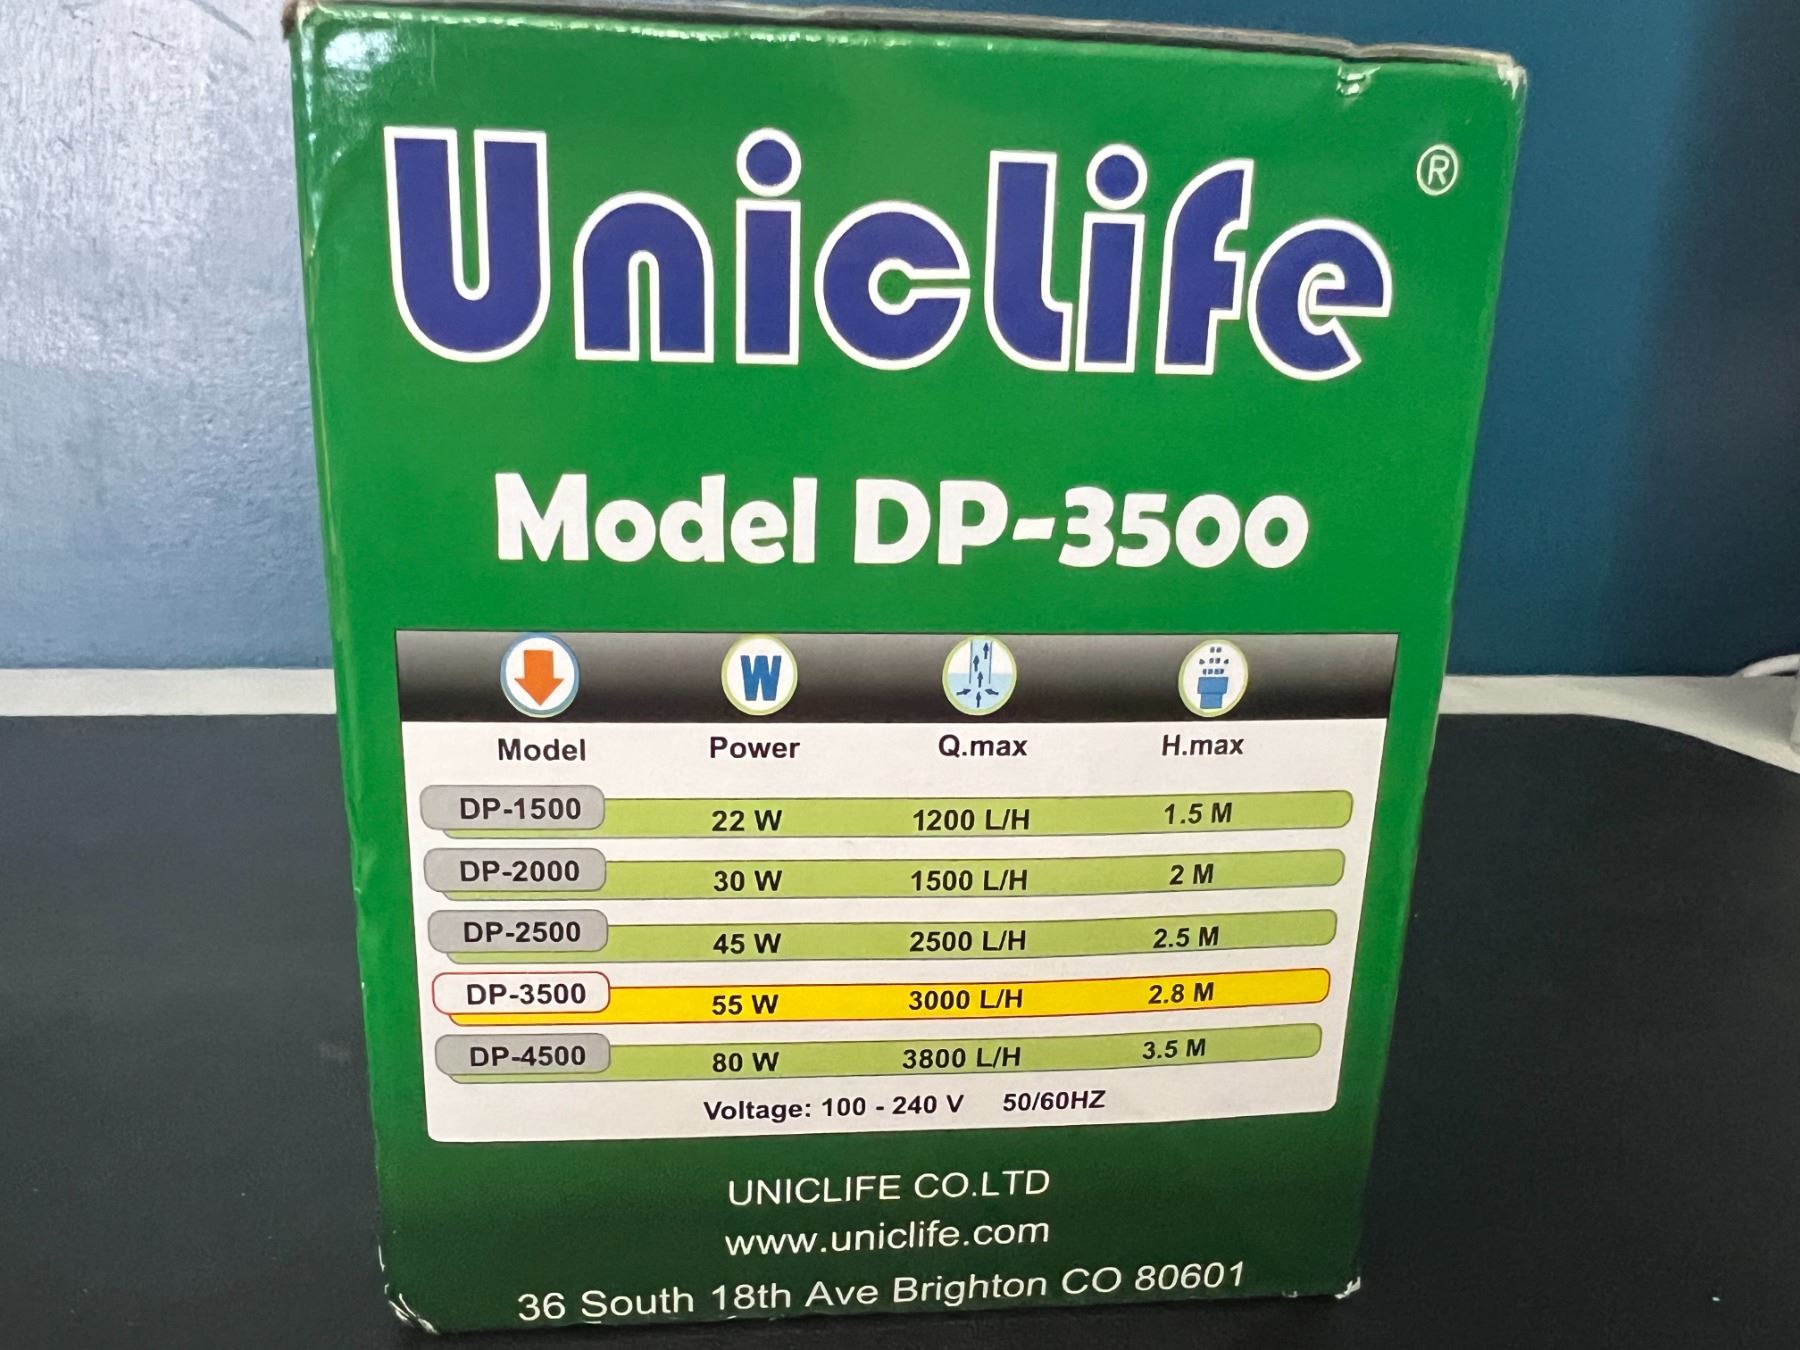 Uniclife ®
Model DP-3500
W
Model Power Q.max H.max
DP-1500 22 W 1200 L/H 1.5 M
DP-2000 30 W 1500 L/H 2 M
DP-2500 45 W 2500 L/H 2.5 M
DP-3500 55 W 3000 L/H 2.8 M
DP-4500 80 W 3800 L/H 3.5 M
Voltage: 100 - 240 V 50/60HZ
UNICLIFE CO.LTD
www.uniclife.com
36 South 18th Ave Brighton CO 80601